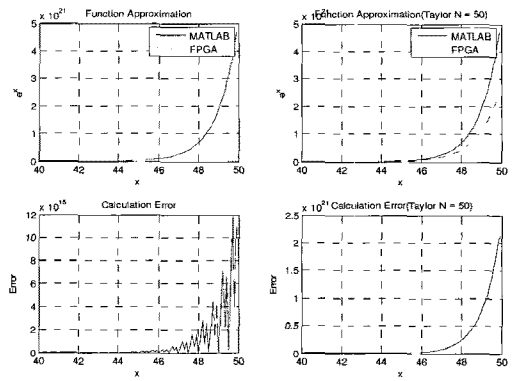 Function Approximation
x 10^21
5
4
3
2
1
0
e^x
MATLAB
FPGA
40 42 44 46 48 50
x
Function Approximation(Taylor N = 50)
x 10^21
5
4
3
2
1
0
e^x
MATLAB
FPGA
40 42 44 46 48 50
x
Calculation Error
x 10^15
12
10
8
6
4
2
0
Error
40 42 44 46 48 50
x
x 10^21 Calculation Error(Taylor N = 50)
2.5
2
1.5
1
0.5
0
Error
40 42 44 46 48 50
x